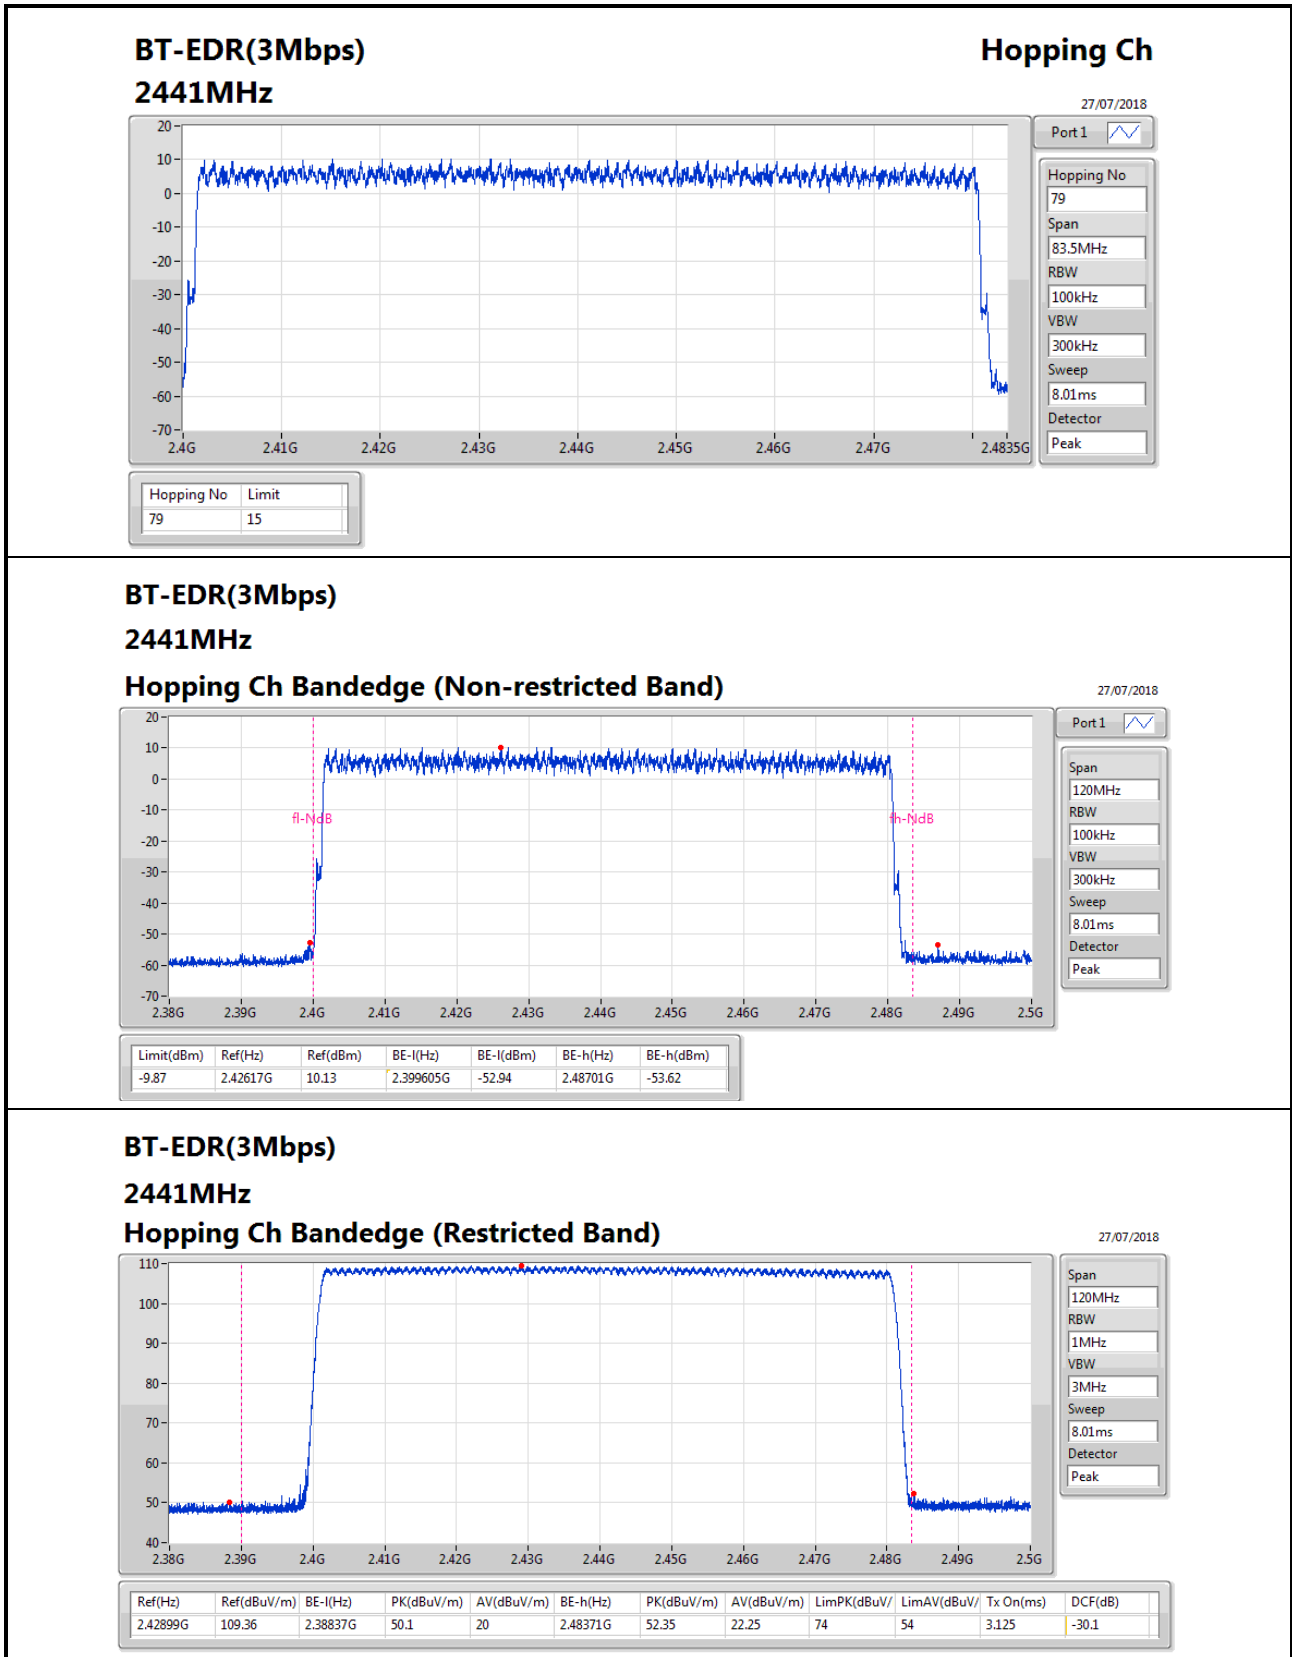 BT-EDR(3Mbps) Hopping Ch
2441MHz
27/07/2018
20
10
0
-10
-20
-30
-40
-50
-60
-70
2.4G 2.41G 2.42G 2.43G 2.44G 2.45G 2.46G 2.47G 2.4835G
Port 1
Hopping No
79
Span
83.5MHz
RBW
100kHz
VBW
300kHz
Sweep
8.01ms
Detector
Peak
Hopping No Limit
79 15
BT-EDR(3Mbps)
2441MHz
Hopping Ch Bandedge (Non-restricted Band)
27/07/2018
20
10
0
-10
-20
-30
-40
-50
-60
-70
fl-NdB fh-NdB
2.38G 2.39G 2.4G 2.41G 2.42G 2.43G 2.44G 2.45G 2.46G 2.47G 2.48G 2.49G 2.5G
Port 1
Span
120MHz
RBW
100kHz
VBW
300kHz
Sweep
8.01ms
Detector
Peak
Limit(dBm) Ref(Hz) Ref(dBm) BE-l(Hz) BE-l(dBm) BE-h(Hz) BE-h(dBm)
-9.87 2.42617G 10.13 2.399605G -52.94 2.48701G -53.62
BT-EDR(3Mbps)
2441MHz
Hopping Ch Bandedge (Restricted Band)
27/07/2018
110
100
90
80
70
60
50
40
2.38G 2.39G 2.4G 2.41G 2.42G 2.43G 2.44G 2.45G 2.46G 2.47G 2.48G 2.49G 2.5G
Span
120MHz
RBW
1MHz
VBW
3MHz
Sweep
8.01ms
Detector
Peak
Ref(Hz) Ref(dBuV/m) BE-l(Hz) PK(dBuV/m) AV(dBuV/m) BE-h(Hz) PK(dBuV/m) AV(dBuV/m) LimPK(dBuV/ LimAV(dBuV/ Tx On(ms) DCF(dB)
2.42899G 109.36 2.38837G 50.1 20 2.48371G 52.35 22.25 74 54 3.125 -30.1